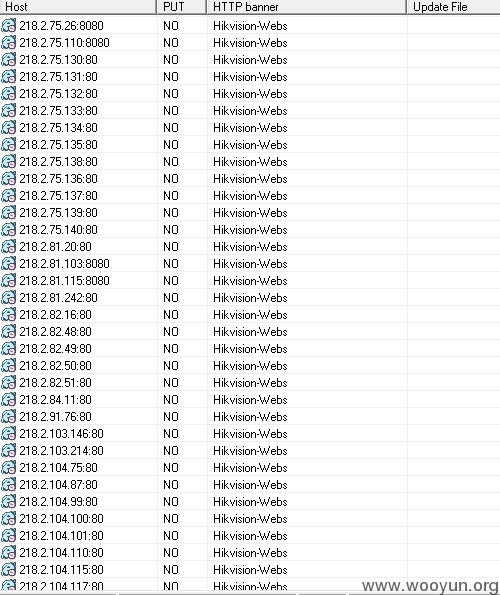 Host PUT HTTP banner Update File
218.2.75.26:8080 NO Hikvision-Webs
218.2.75.110:8080 NO Hikvision-Webs
218.2.75.130:80 NO Hikvision-Webs
218.2.75.131:80 NO Hikvision-Webs
218.2.75.132:80 NO Hikvision-Webs
218.2.75.133:80 NO Hikvision-Webs
218.2.75.134:80 NO Hikvision-Webs
218.2.75.135:80 NO Hikvision-Webs
218.2.75.138:80 NO Hikvision-Webs
218.2.75.136:80 NO Hikvision-Webs
218.2.75.137:80 NO Hikvision-Webs
218.2.75.139:80 NO Hikvision-Webs
218.2.75.140:80 NO Hikvision-Webs
218.2.81.20:80 NO Hikvision-Webs
218.2.81.103:8080 NO Hikvision-Webs
218.2.81.115:8080 NO Hikvision-Webs
218.2.81.242:80 NO Hikvision-Webs
218.2.82.16:80 NO Hikvision-Webs
218.2.82.48:80 NO Hikvision-Webs
218.2.82.49:80 NO Hikvision-Webs
218.2.82.50:80 NO Hikvision-Webs
218.2.82.51:80 NO Hikvision-Webs
218.2.84.11:80 NO Hikvision-Webs
218.2.91.76:80 NO Hikvision-Webs
218.2.103.146:80 NO Hikvision-Webs
218.2.103.214:80 NO Hikvision-Webs
218.2.104.75:80 NO Hikvision-Webs
218.2.104.87:80 NO Hikvision-Webs
218.2.104.99:80 NO Hikvision-Webs
218.2.104.100:80 NO Hikvision-Webs
218.2.104.101:80 NO Hikvision-Webs
218.2.104.110:80 NO Hikvision-Webs
218.2.104.115:80 NO Hikvision-Webs
218.2.104.117:80 NO Hikvision-Webs
www.wooyun.org